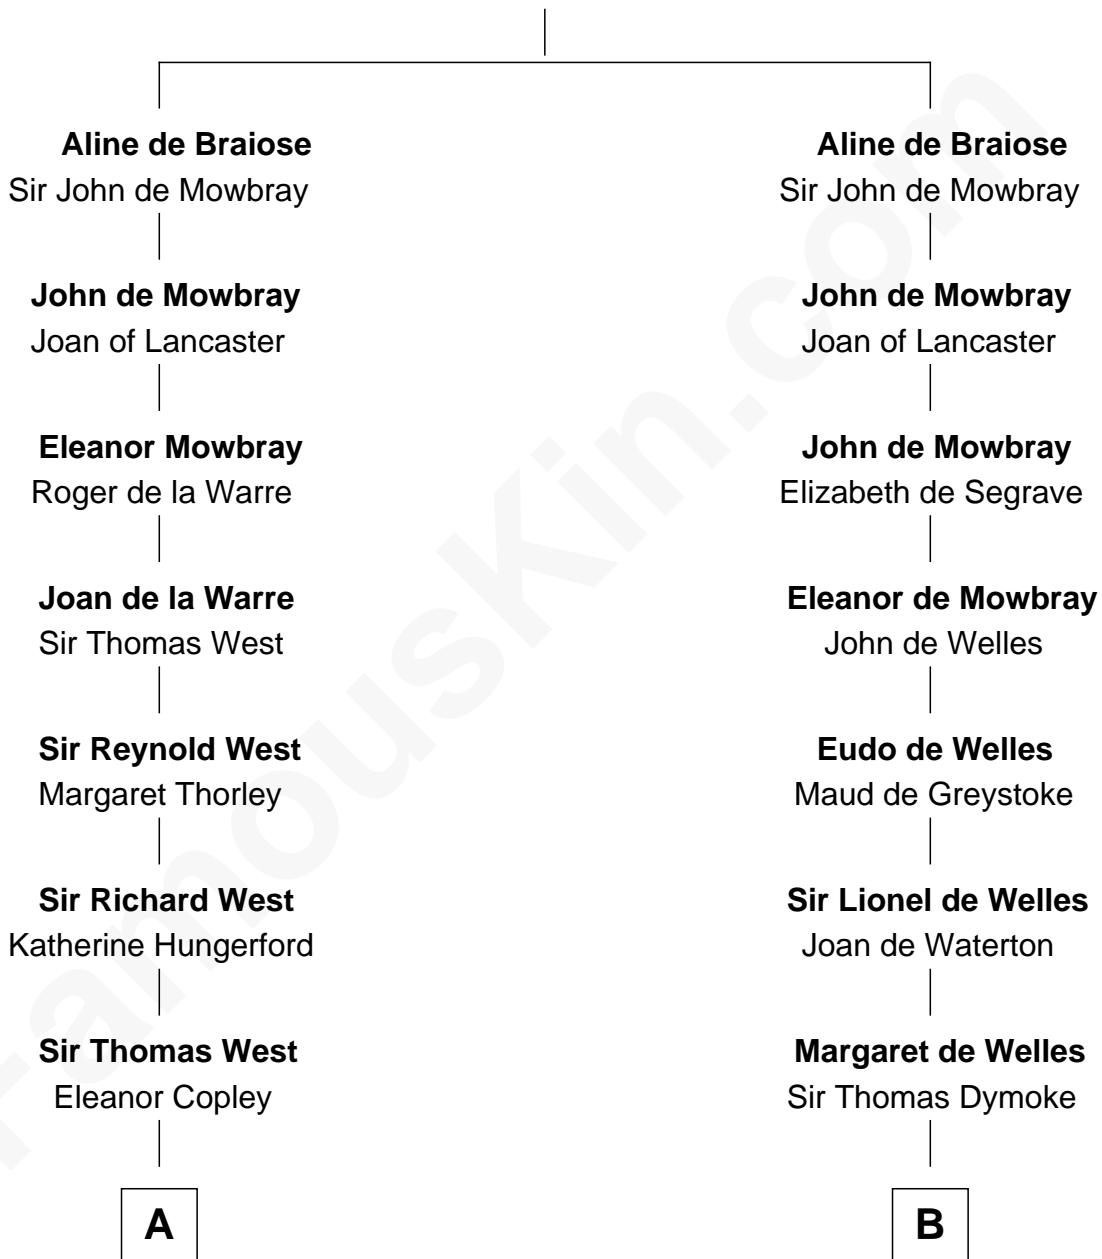 Aline de Braiose
Sir John de Mowbray
John de Mowbray
Joan of Lancaster
Eleanor Mowbray
Roger de la Warre
Joan de la Warre
Sir Thomas West
Sir Reynold West
Margaret Thorley
Sir Richard West
Katherine Hungerford
Sir Thomas West
Eleanor Copley
A
Aline de Braiose
Sir John de Mowbray
John de Mowbray
Joan of Lancaster
John de Mowbray
Elizabeth de Segrave
Eleanor de Mowbray
John de Welles
Eudo de Welles
Maud de Greystoke
Sir Lionel de Welles
Joan de Waterton
Margaret de Welles
Sir Thomas Dymoke
B
FamousKin.com